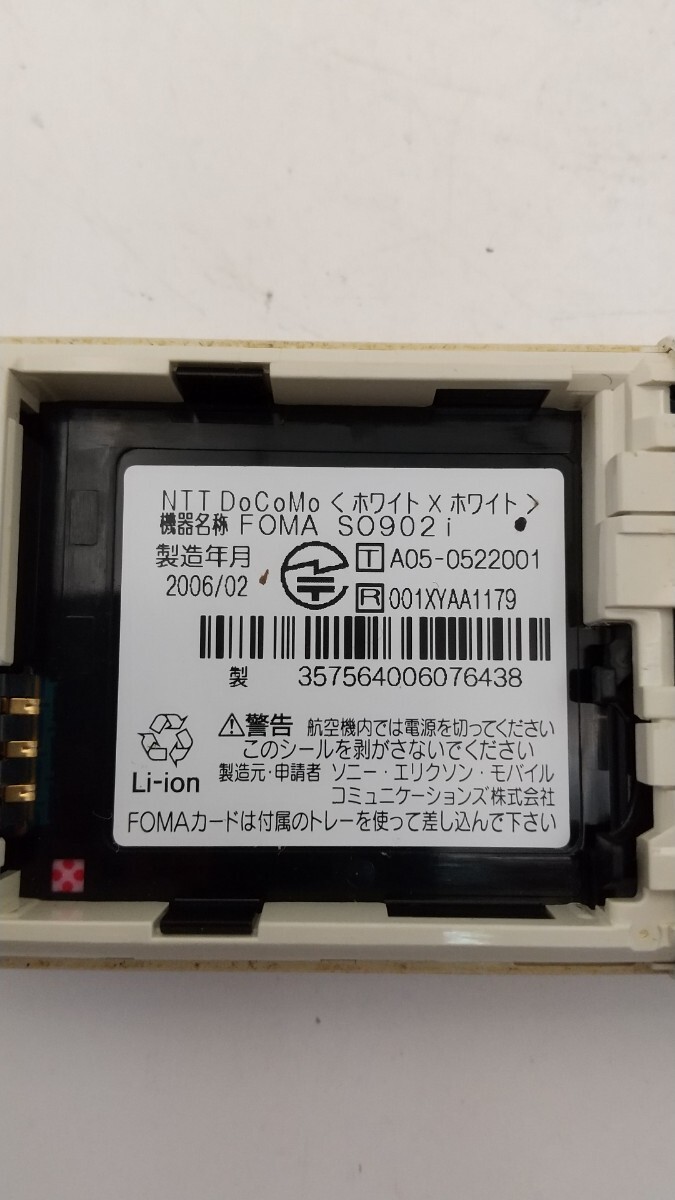 NTT DoCoMo <ホワイト X ホワイト>
機器名称 FOMA SO902i
製造年月
2006/02
T A05-0522001
R 001XYAA1179
製 357564006076438
Li-ion
警告 航空機内では電源を切ってください
このシールを剥がさないでください
製造元・申請者 ソニー・エリクソン・モバイル
コミュニケーションズ株式会社
FOMAカードは付属のトレーを使って差し込んで下さい